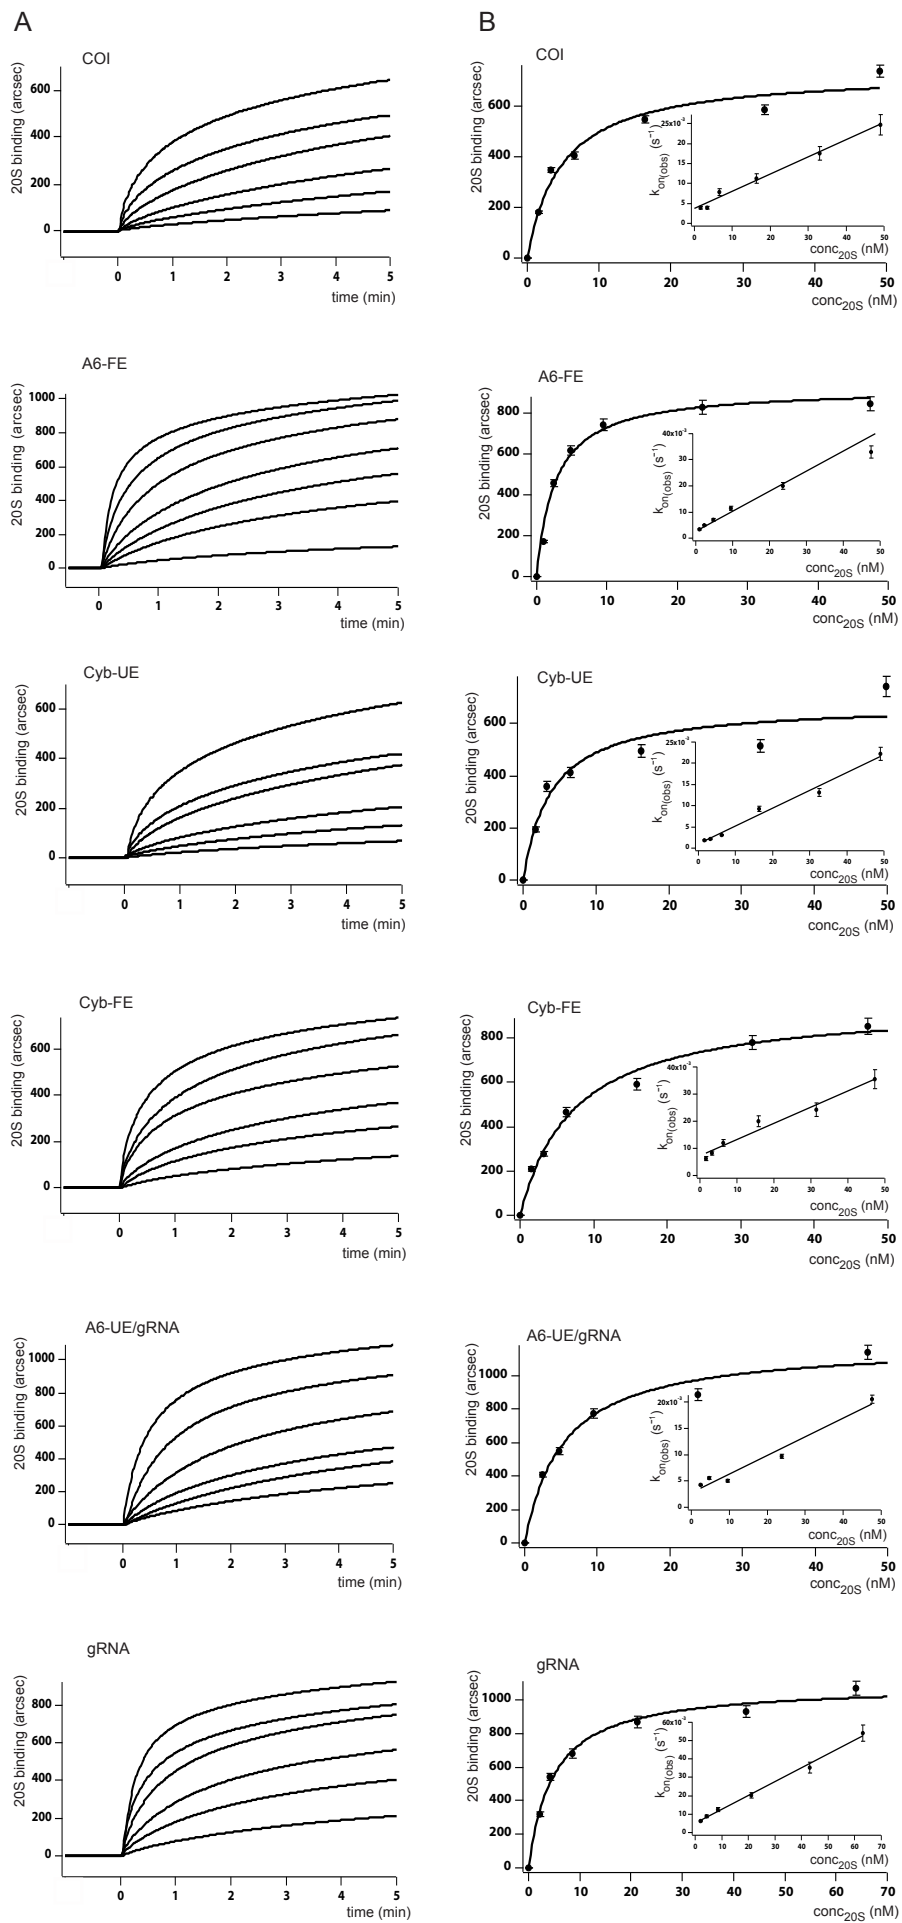 A
B
COI
20S binding (arcsec)
600
400
200
0
0 1 2 3 4 5
time (min)
COI
20S binding (arcsec)
600
400
200
0
0 10 20 30 40 50
conc20S (nM)
kon(obs) (s⁻¹)
25x10⁻³
20
15
10
5
0
0 10 20 30 40 50
conc20S (nM)
A6-FE
20S binding (arcsec)
1000
800
600
400
200
0
0 1 2 3 4 5
time (min)
A6-FE
20S binding (arcsec)
800
600
400
200
0
0 10 20 30 40 50
conc20S (nM)
kon(obs) (s⁻¹)
40x10⁻³
30
20
10
0
0 10 20 30 40 50
conc20S (nM)
Cyb-UE
20S binding (arcsec)
600
400
200
0
0 1 2 3 4 5
time (min)
Cyb-UE
20S binding (arcsec)
600
400
200
0
0 10 20 30 40 50
conc20S (nM)
kon(obs) (s⁻¹)
25x10⁻³
20
15
10
5
0
0 10 20 30 40 50
conc20S (nM)
Cyb-FE
20S binding (arcsec)
600
400
200
0
0 1 2 3 4 5
time (min)
Cyb-FE
20S binding (arcsec)
800
600
400
200
0
0 10 20 30 40 50
conc20S (nM)
kon(obs) (s⁻¹)
40x10⁻³
30
20
10
0
0 10 20 30 40 50
conc20S (nM)
A6-UE/gRNA
20S binding (arcsec)
1000
800
600
400
200
0
0 1 2 3 4 5
time (min)
A6-UE/gRNA
20S binding (arcsec)
1000
800
600
400
200
0
0 10 20 30 40 50
conc20S (nM)
kon(obs) (s⁻¹)
20x10⁻³
15
10
5
0
0 10 20 30 40 50
conc20S (nM)
gRNA
20S binding (arcsec)
800
600
400
200
0
0 1 2 3 4 5
time (min)
gRNA
20S binding (arcsec)
1000
800
600
400
200
0
0 10 20 30 40 50 60 70
conc20S (nM)
kon(obs) (s⁻¹)
60x10⁻³
50
40
30
20
10
0
0 10 20 30 40 50 60 70
conc20S (nM)